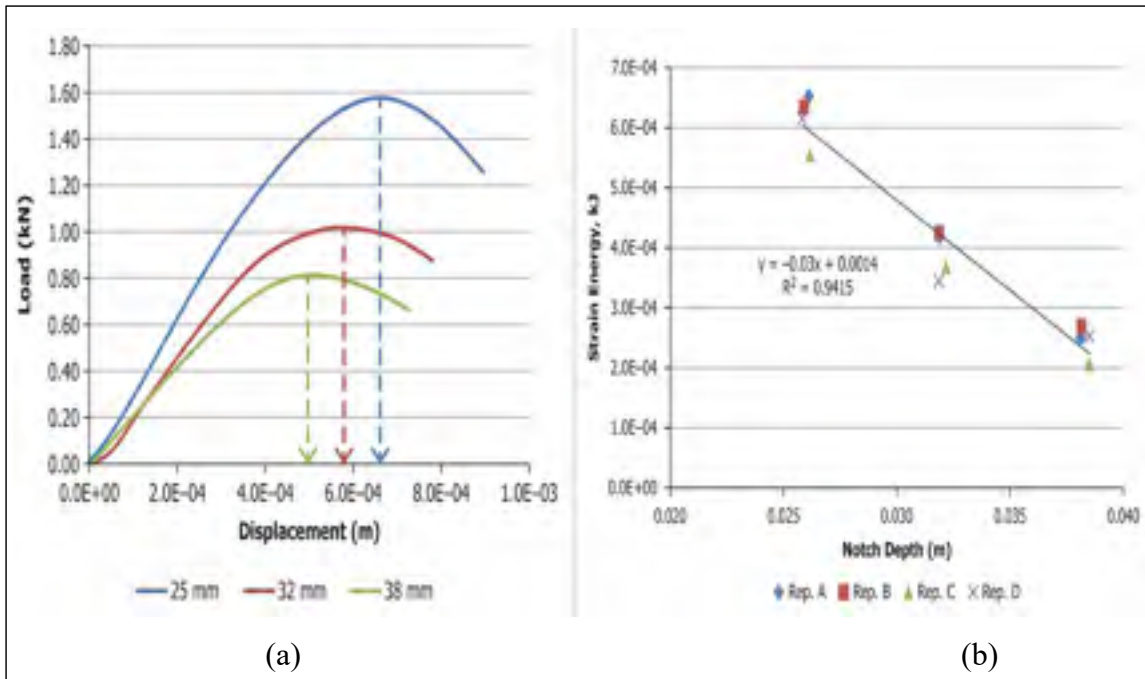 1.80
1.60
1.40
1.20
1.00
0.80
0.60
0.40
0.20
0.00
Load (kN)
0.0E+00 2.0E−04 4.0E−04 6.0E−04 8.0E−04 1.0E−03
Displacement (m)
25 mm 32 mm 38 mm
(a)
7.0E−04
6.0E−04
5.0E−04
4.0E−04
3.0E−04
2.0E−04
1.0E−04
0.0E+00
Strain Energy, kJ
y = −0.03x + 0.0014
R² = 0.9415
0.020 0.025 0.030 0.035 0.040
Notch Depth (m)
Rep. A Rep. B Rep. C Rep. D
(b)